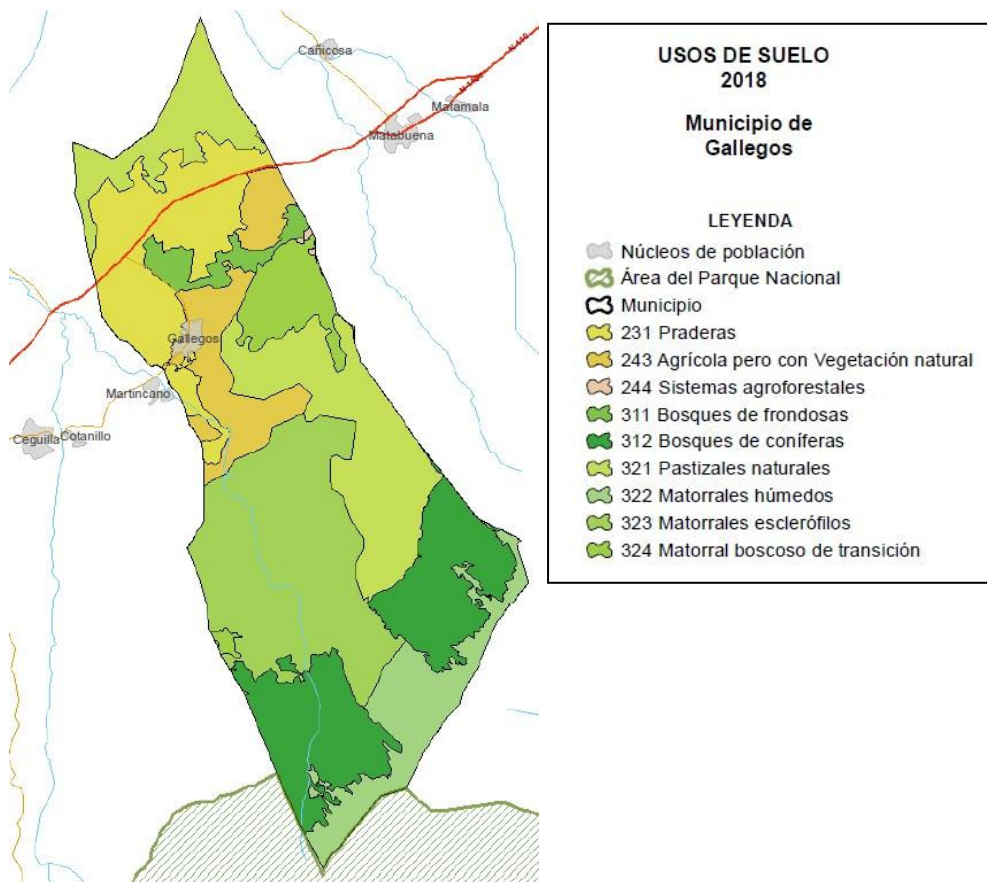 N-110
Cañicosa
N-110
Matamala
Matabuena
Gallegos
Martincano
Ceguilla
Cotanillo
USOS DE SUELO
2018
Municipio de
Gallegos
LEYENDA
Núcleos de población
Área del Parque Nacional
Municipio
231 Praderas
243 Agrícola pero con Vegetación natural
244 Sistemas agroforestales
311 Bosques de frondosas
312 Bosques de coníferas
321 Pastizales naturales
322 Matorrales húmedos
323 Matorrales esclerófilos
324 Matorral boscoso de transición